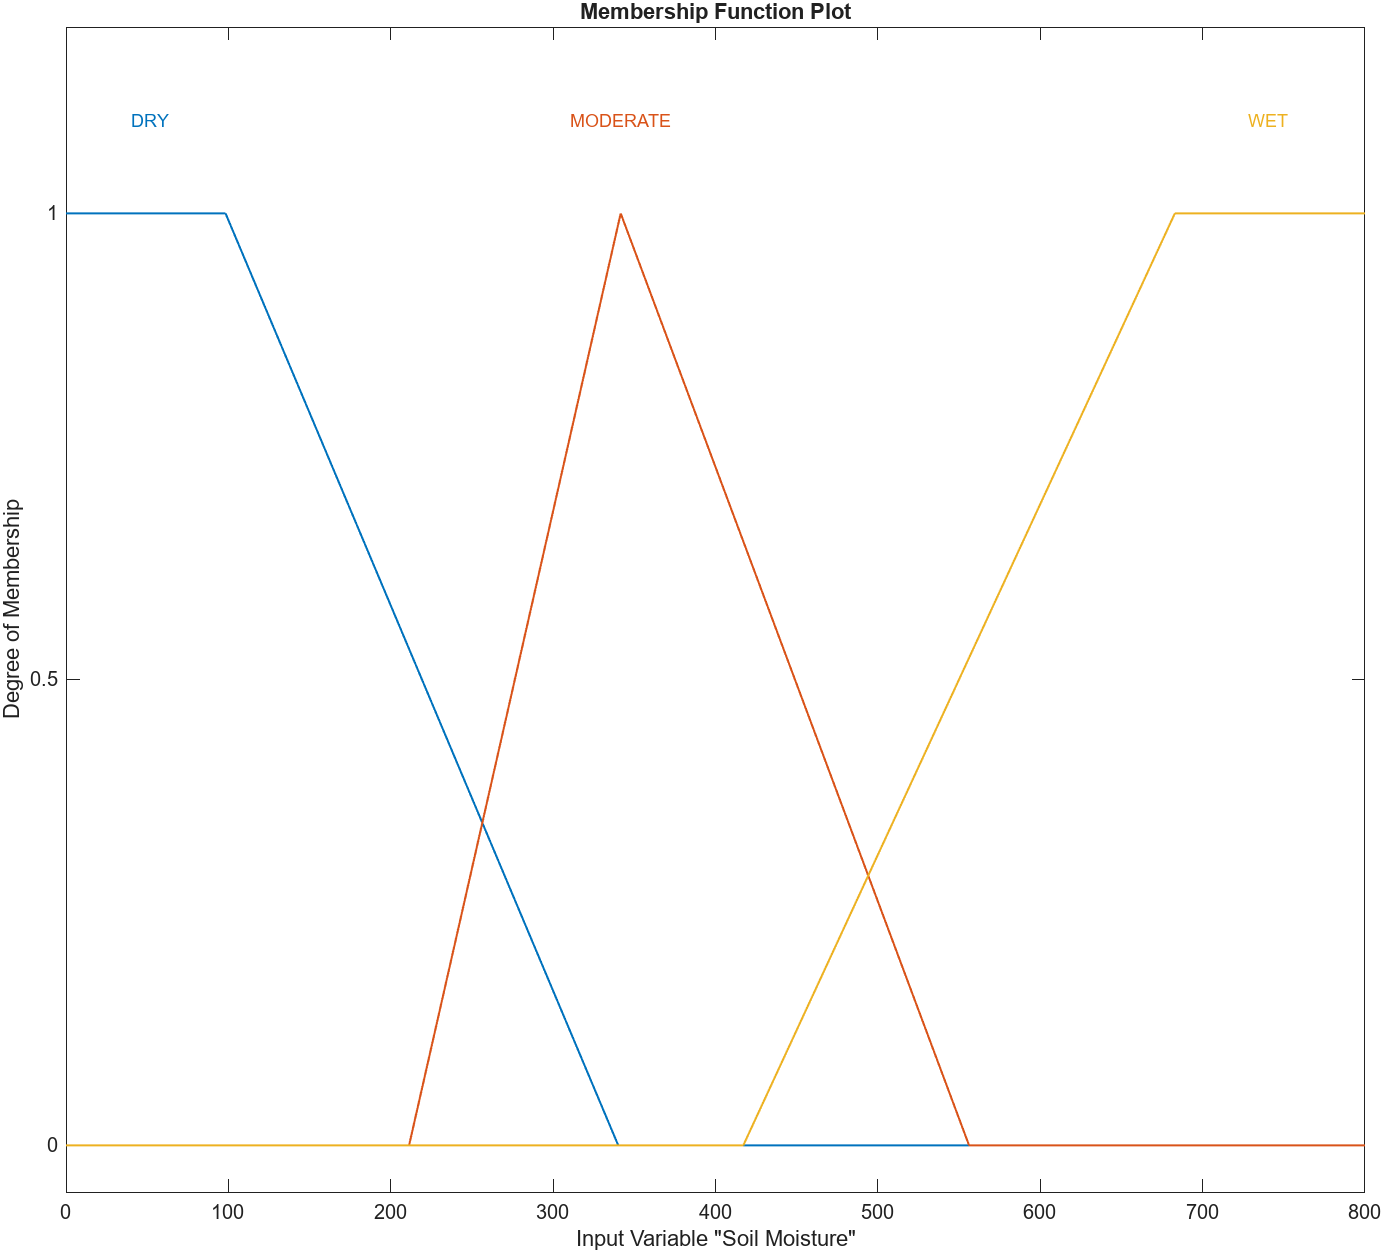 Membership Function Plot
DRY
MODERATE
WET
1
0.5
0
Degree of Membership
0
100
200
300
400
500
600
700
800
Input Variable "Soil Moisture"